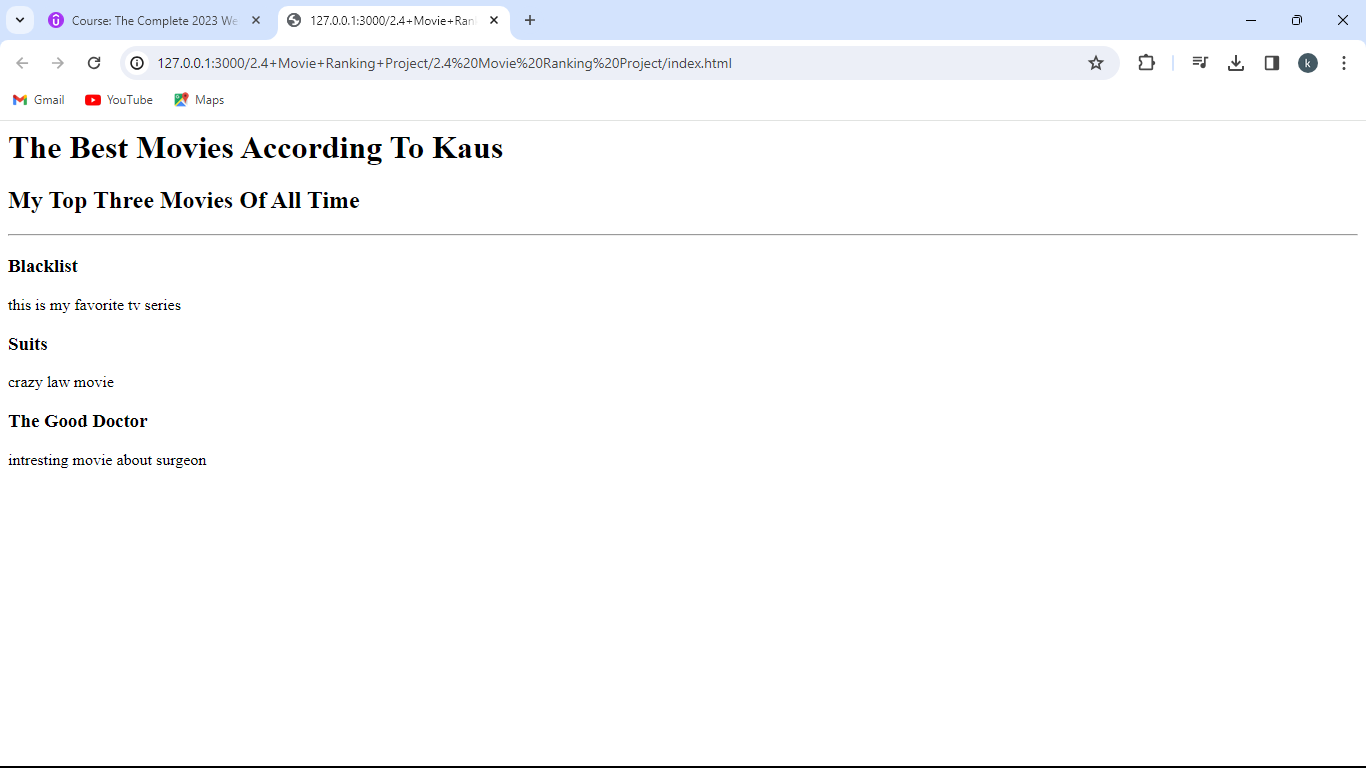 Course: The Complete 2023 We
127.0.0.1:3000/2.4+Movie+Ran
127.0.0.1:3000/2.4+Movie+Ranking+Project/2.4%20Movie%20Ranking%20Project/index.html
k
Gmail
YouTube
Maps
The Best Movies According To Kaus
My Top Three Movies Of All Time
Blacklist
this is my favorite tv series
Suits
crazy law movie
The Good Doctor
intresting movie about surgeon